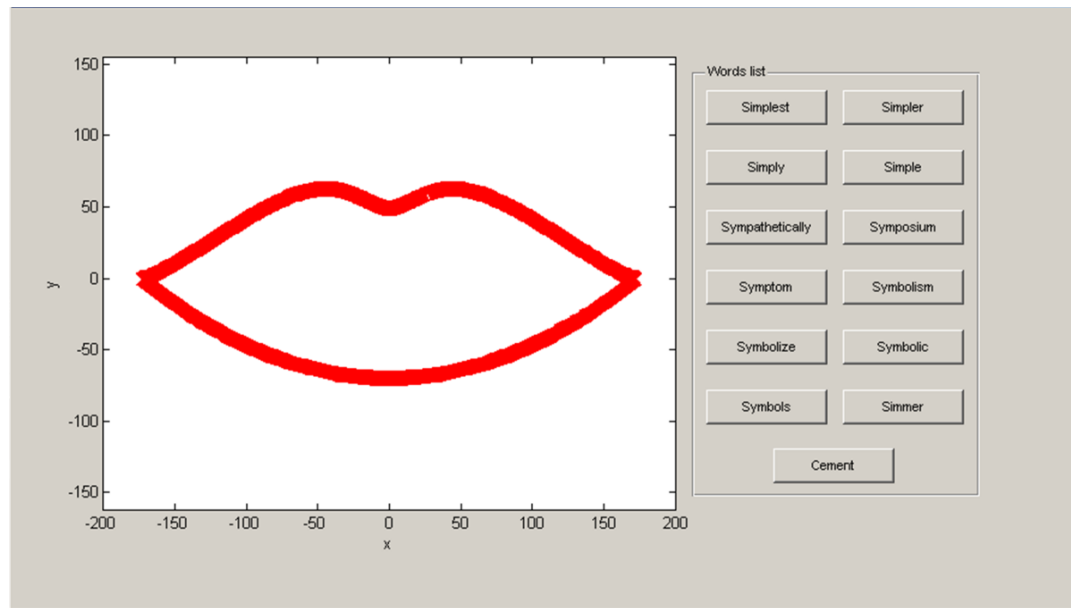 Words list
Simplest Simpler
Simply Simple
Sympathetically Symposium
Symptom Symbolism
Symbolize Symbolic
Symbols Simmer
Cement
150
100
50
0
-50
-100
-150
y
-200 -150 -100 -50 0 50 100 150 200
x